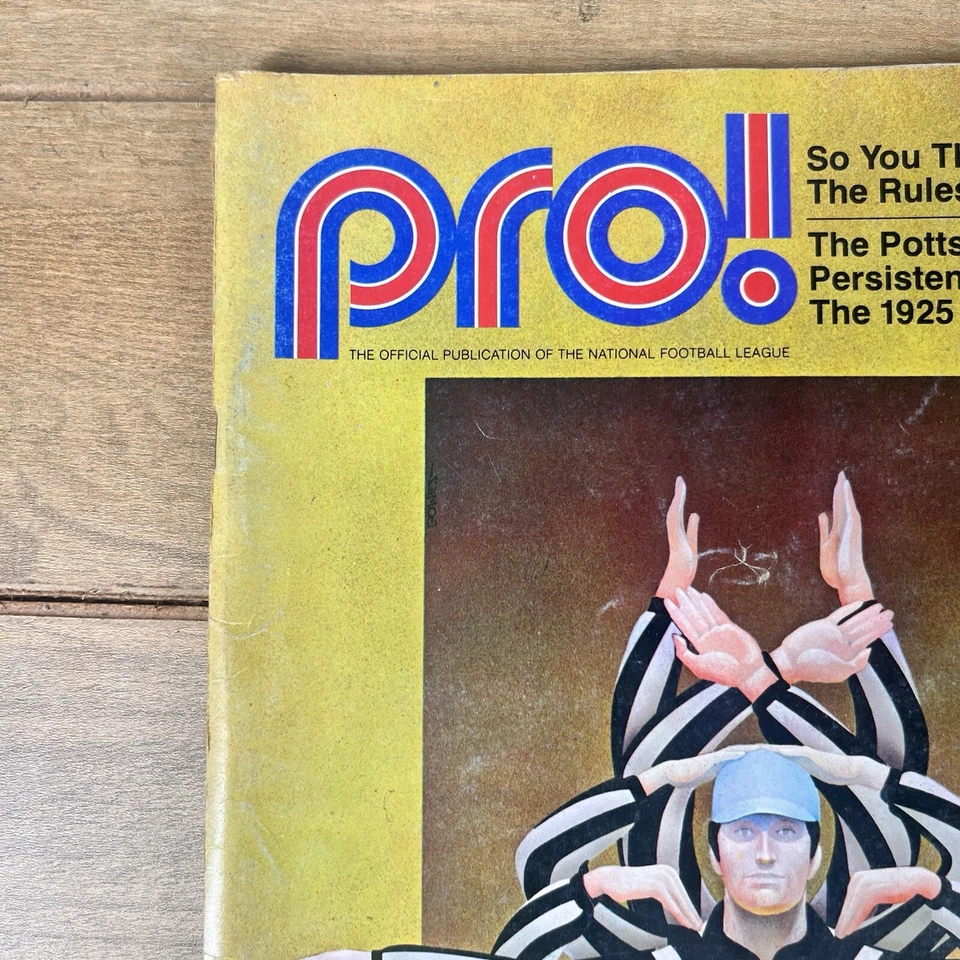 pro!
THE OFFICIAL PUBLICATION OF THE NATIONAL FOOTBALL LEAGUE
So You Th
The Rules
The Potts
Persisten
The 1925